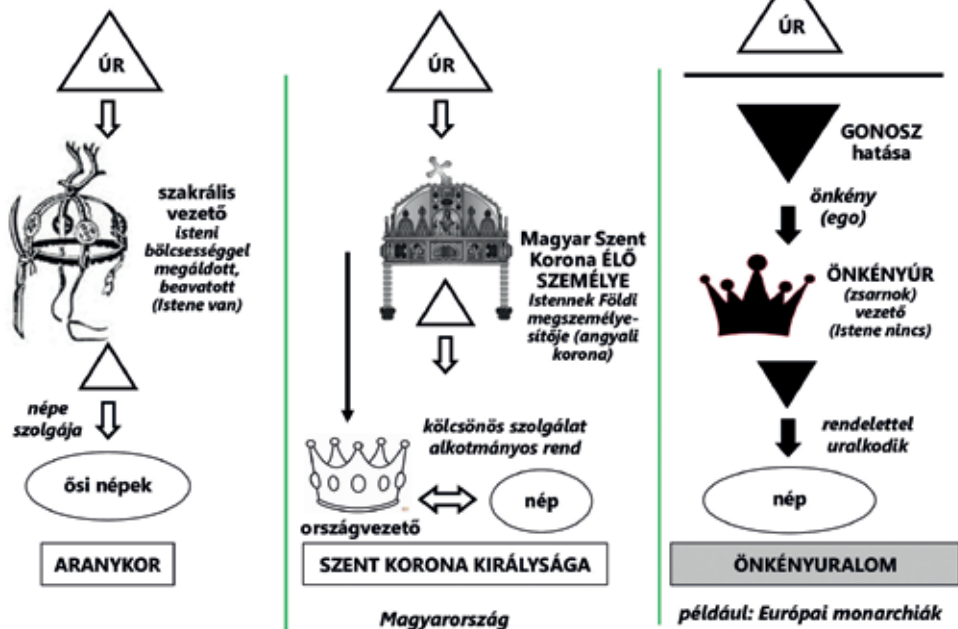 ÚR
szakrális
vezető
isteni
bölcsességgel
megáldott,
beavatott
(Istene van)
népe
szolgája
ősi népek
ARANYKOR
ÚR
Magyar Szent
Korona ÉLŐ
SZEMÉLYE
Istennek Földi
megszemélye-
sítője (angyali
korona)
kölcsönös szolgálat
alkotmányos rend
országvezető
nép
SZENT KORONA KIRÁLYSÁGA
Magyarország
ÚR
GONOSZ
hatása
önkény
(ego)
ÖNKÉNYÚR
(zsarnok)
vezető
(Istene nincs)
rendelettel
uralkodik
nép
ÖNKÉNYURALOM
például: Európai monarchiák